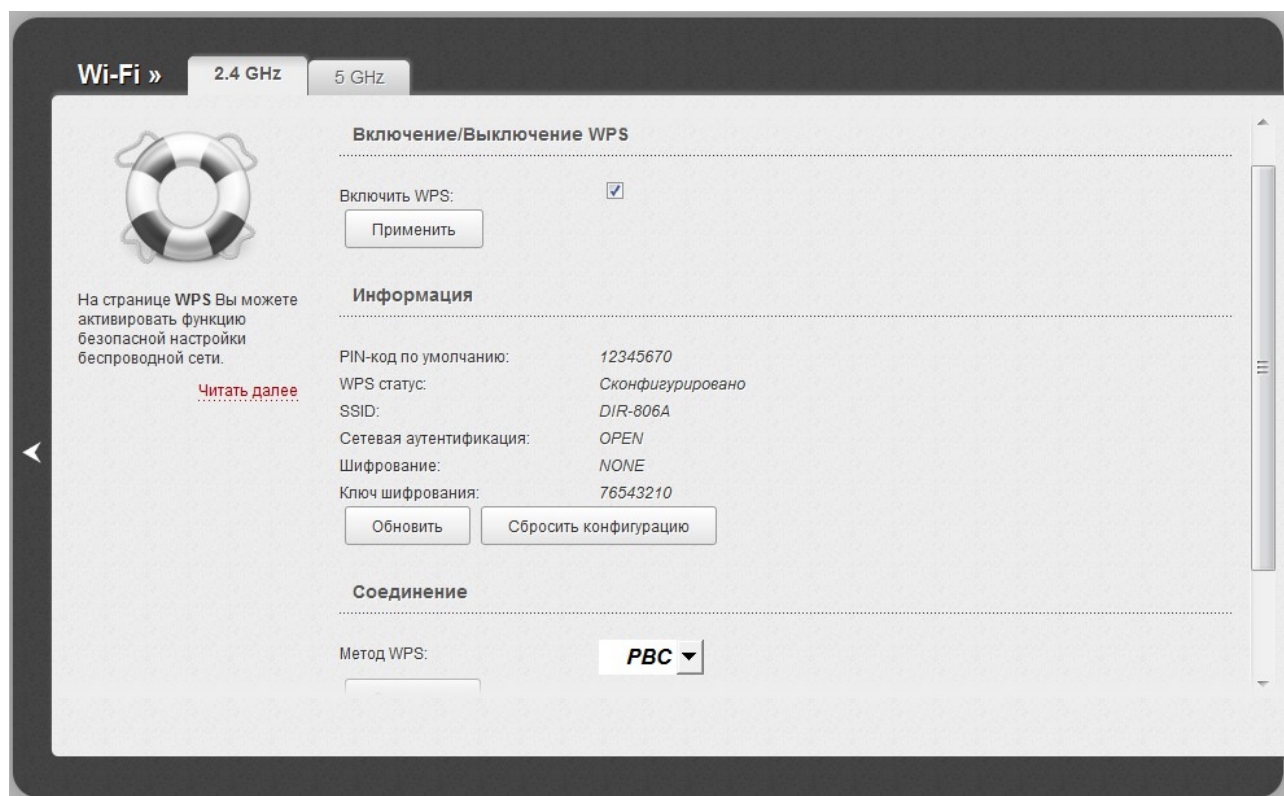 Wi-Fi »
2.4 GHz
5 GHz
На странице WPS Вы можете
активировать функцию
безопасной настройки
беспроводной сети.
Читать далее
Включение/Выключение WPS
Включить WPS:
Применить
Информация
PIN-код по умолчанию: 12345670
WPS статус: Сконфигурировано
SSID: DIR-806A
Сетевая аутентификация: OPEN
Шифрование: NONE
Ключ шифрования: 76543210
Обновить Сбросить конфигурацию
Соединение
Метод WPS: PBC